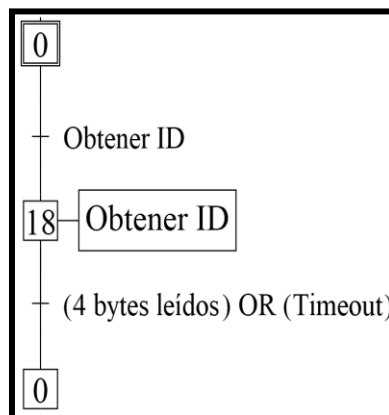 0
Obtener ID
18 Obtener ID
(4 bytes leídos) OR (Timeout)
0